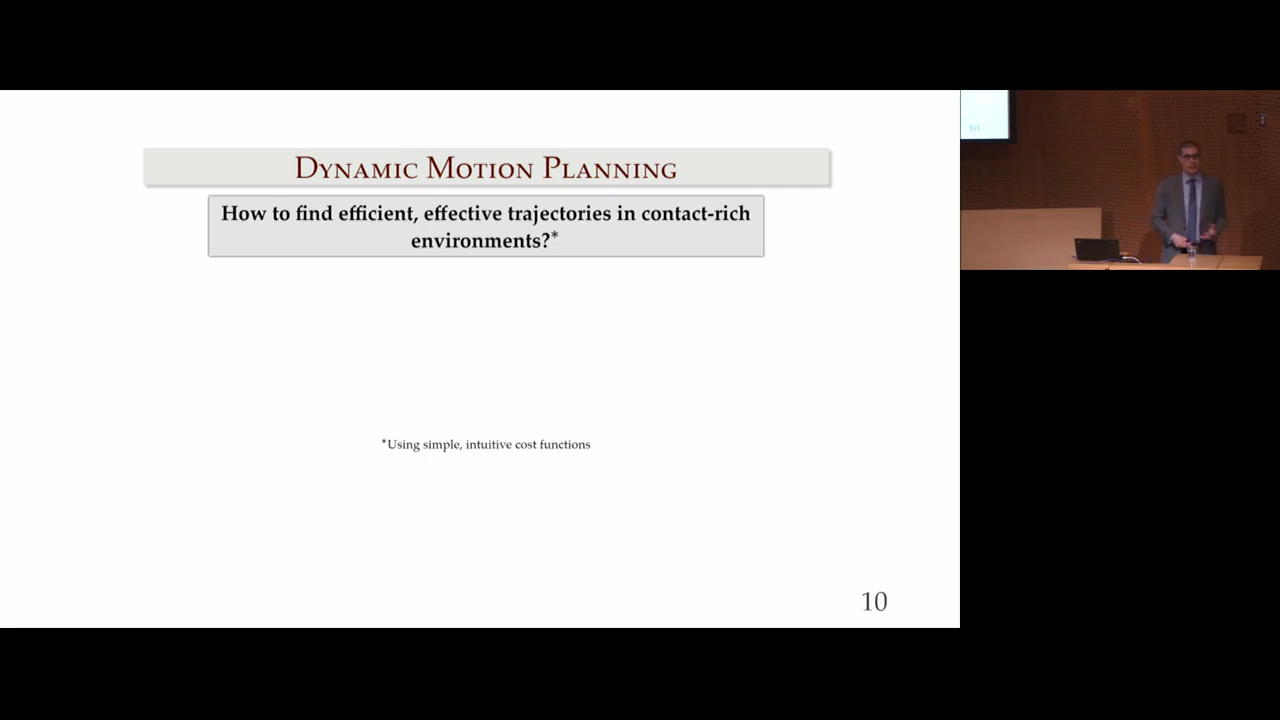 DYNAMIC MOTION PLANNING
How to find efficient, effective trajectories in contact-rich
environments?*
*Using simple, intuitive cost functions
10
10